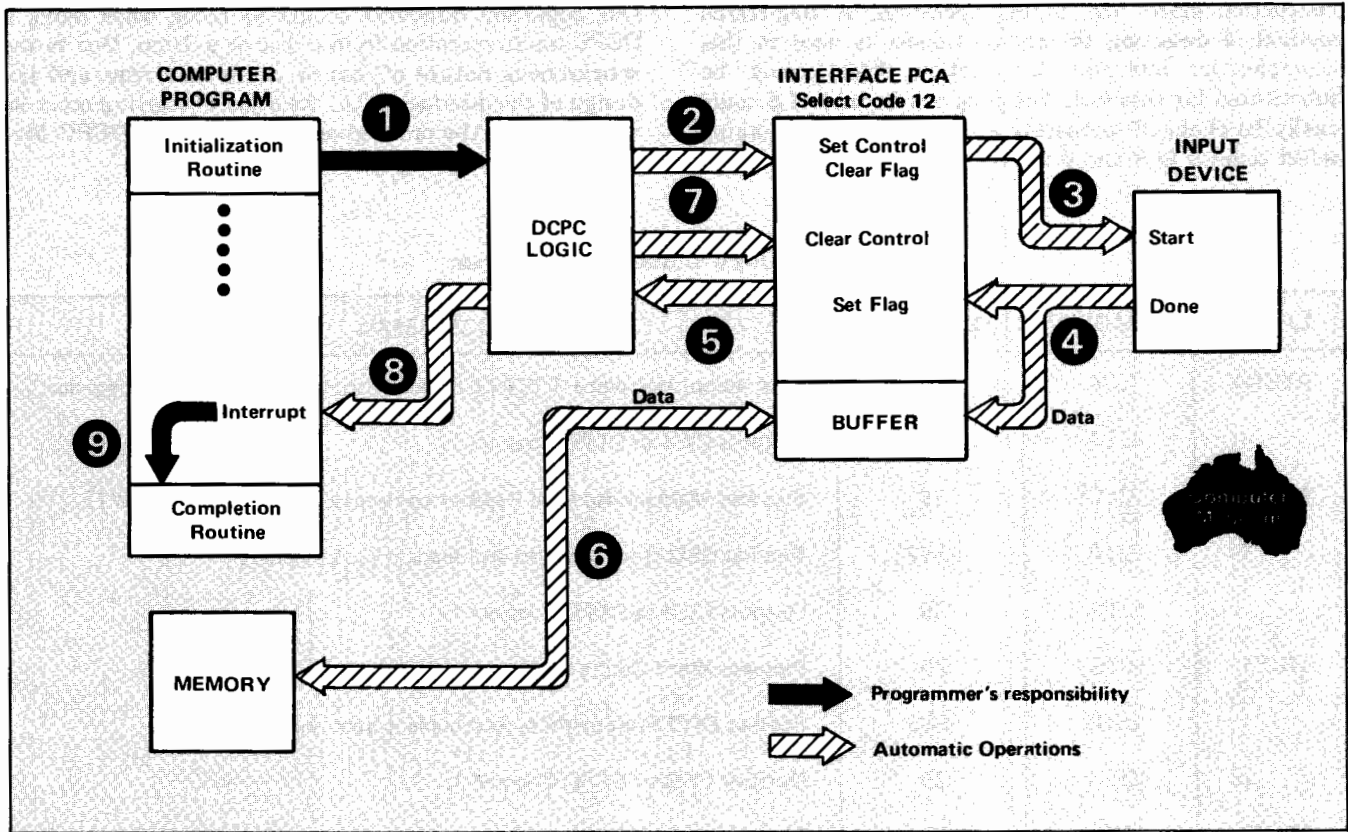 COMPUTER
PROGRAM
Initialization
Routine
1
DCPC
LOGIC
2
7
5
8
INTERFACE PCA
Select Code 12
Set Control
Clear Flag
Clear Control
Set Flag
BUFFER
3
INPUT
DEVICE
Start
Done
4
Data
Data
Interrupt
9
Completion
Routine
6
MEMORY
Programmer's responsibility
Automatic Operations
Computer